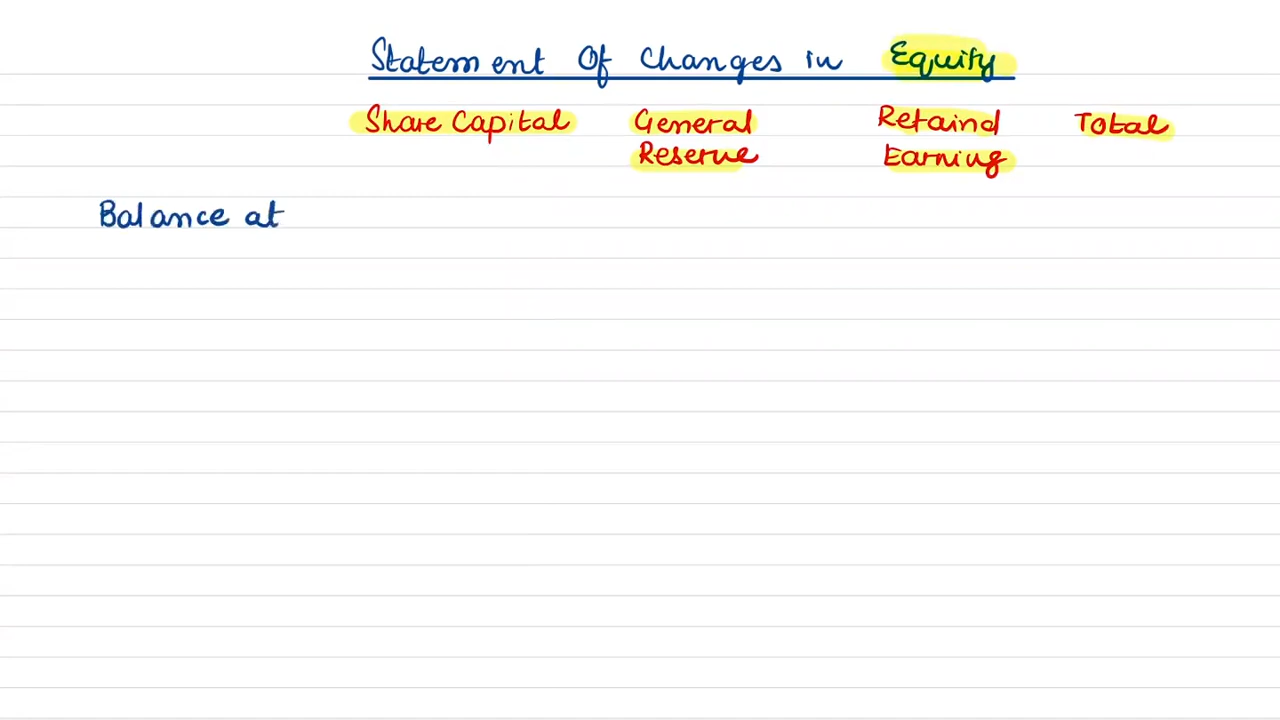 Statement Of Changes in Equity
Share Capital General Retaind Total
Reserve Earning
Balance at